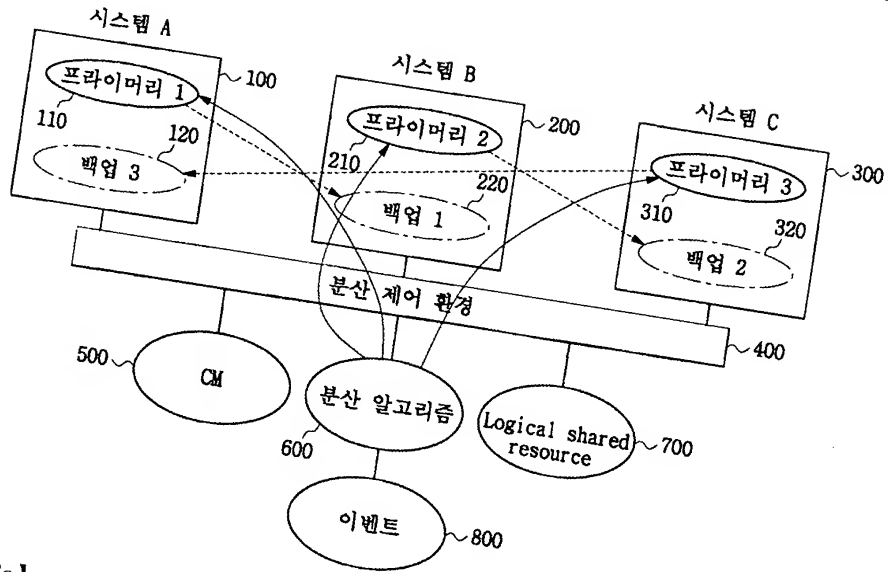 시스템 A
프라이머리 1
100
110
120
백업 3
시스템 B
프라이머리 2
200
210
220
백업 1
시스템 C
프라이머리 3
300
310
320
백업 2
분산 제어 환경
400
500
CM
분산 알고리즘
600
Logical shared
resource
700
이벤트
800